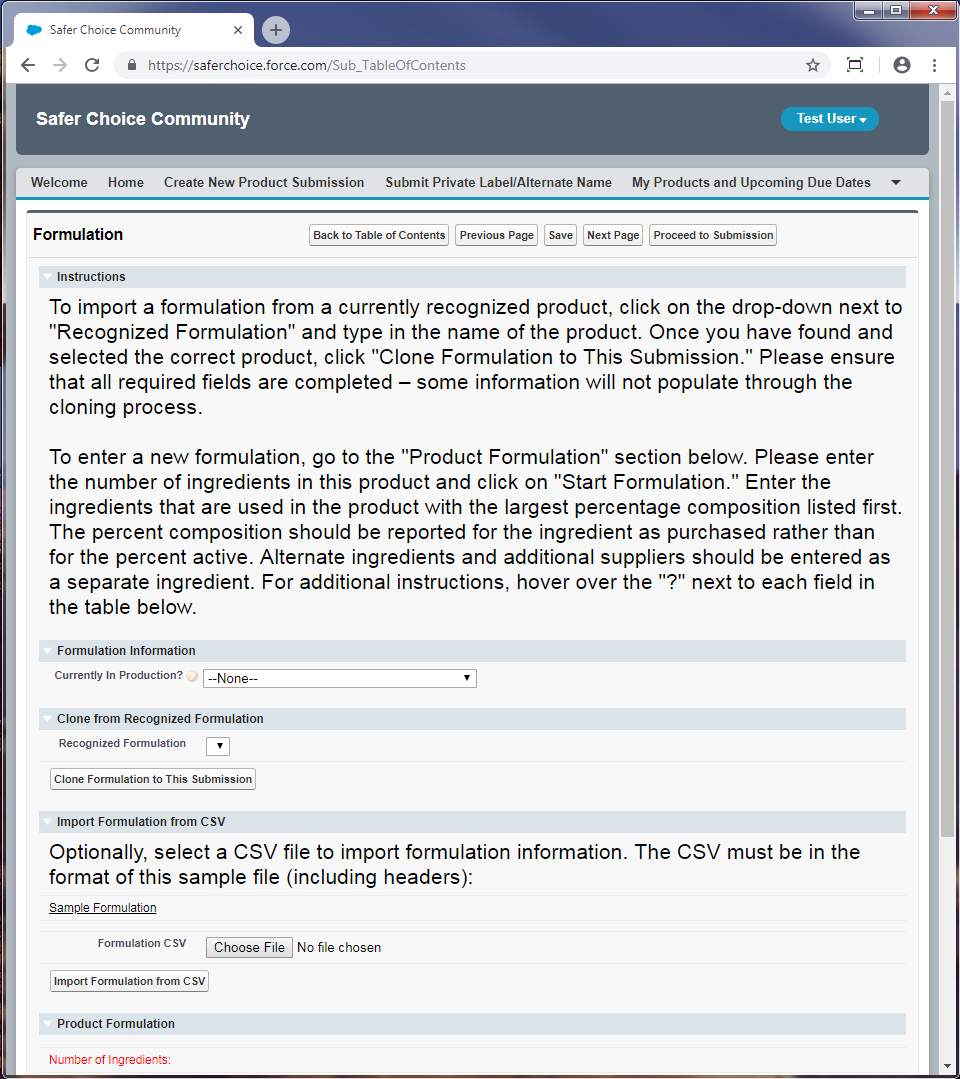 Safer Choice Community
https://saferchoice.force.com/Sub_TableOfContents
Safer Choice Community
Test User
Welcome Home Create New Product Submission Submit Private Label/Alternate Name My Products and Upcoming Due Dates
Formulation
Back to Table of Contents Previous Page Save Next Page Proceed to Submission
Instructions
To import a formulation from a currently recognized product, click on the drop-down next to
"Recognized Formulation" and type in the name of the product. Once you have found and
selected the correct product, click "Clone Formulation to This Submission." Please ensure
that all required fields are completed – some information will not populate through the
cloning process.
To enter a new formulation, go to the "Product Formulation" section below. Please enter
the number of ingredients in this product and click on "Start Formulation." Enter the
ingredients that are used in the product with the largest percentage composition listed first.
The percent composition should be reported for the ingredient as purchased rather than
for the percent active. Alternate ingredients and additional suppliers should be entered as
a separate ingredient. For additional instructions, hover over the "?" next to each field in
the table below.
Formulation Information
Currently In Production? ? --None--
Clone from Recognized Formulation
Recognized Formulation
Clone Formulation to This Submission
Import Formulation from CSV
Optionally, select a CSV file to import formulation information. The CSV must be in the
format of this sample file (including headers):
Sample Formulation
Formulation CSV Choose File No file chosen
Import Formulation from CSV
Product Formulation
Number of Ingredients: